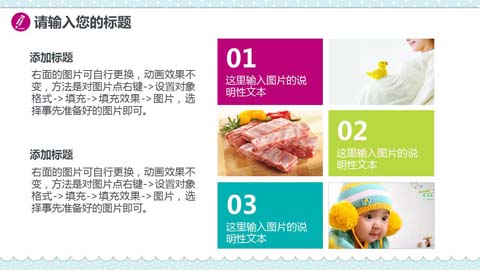 请输入您的标题
添加标题
右面的图片可自行更换，动画效果不
变，方法是对图片点右键->设置对象
格式->填充->填充效果->图片，选
择事先准备好的图片即可。
添加标题
右面的图片可自行更换，动画效果不
变，方法是对图片点右键->设置对象
格式->填充->填充效果->图片，选
择事先准备好的图片即可。
01
这里输入图片的说
明性文本
02
这里输入图片的说
明性文本
03
这里输入图片的说
明性文本